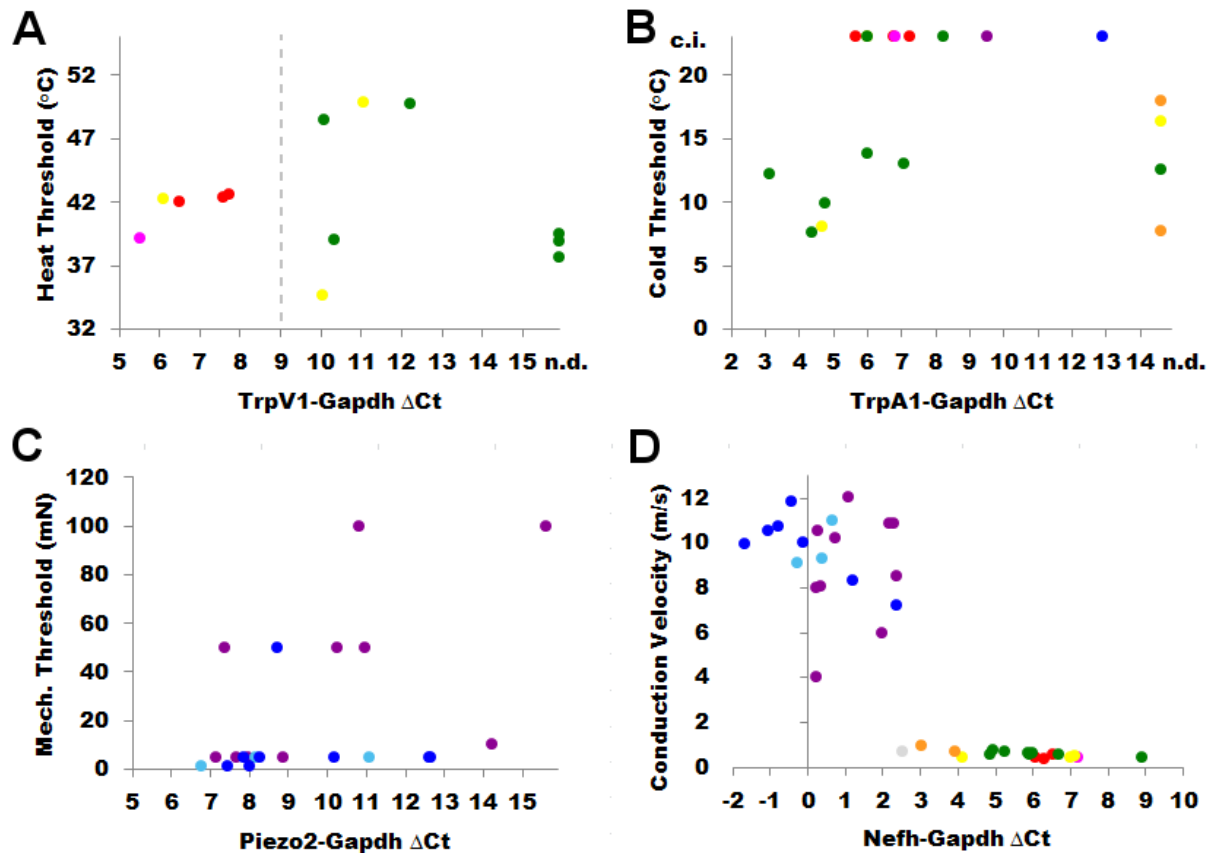 A
Heat Threshold (°C)
52
47
42
37
32
5 6 7 8 9 10 11 12 13 14 15 n.d.
TrpV1-Gapdh ΔCt
B
c.i.
Cold Threshold (°C)
20
15
10
5
0
2 3 4 5 6 7 8 9 10 11 12 13 14 n.d.
TrpA1-Gapdh ΔCt
C
Mech. Threshold (mN)
120
100
80
60
40
20
0
5 6 7 8 9 10 11 12 13 14 15
Piezo2-Gapdh ΔCt
D
Conduction Velocity (m/s)
12
10
8
6
4
2
0
-2 -1 0 1 2 3 4 5 6 7 8 9 10
Nefh-Gapdh ΔCt